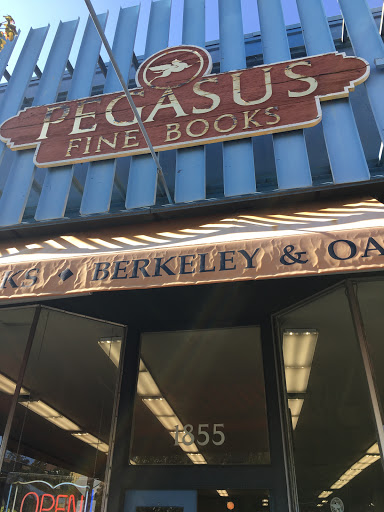 PEGASUS
FINE BOOKS
KS ◆ BERKELEY & OA
1855
OPEN